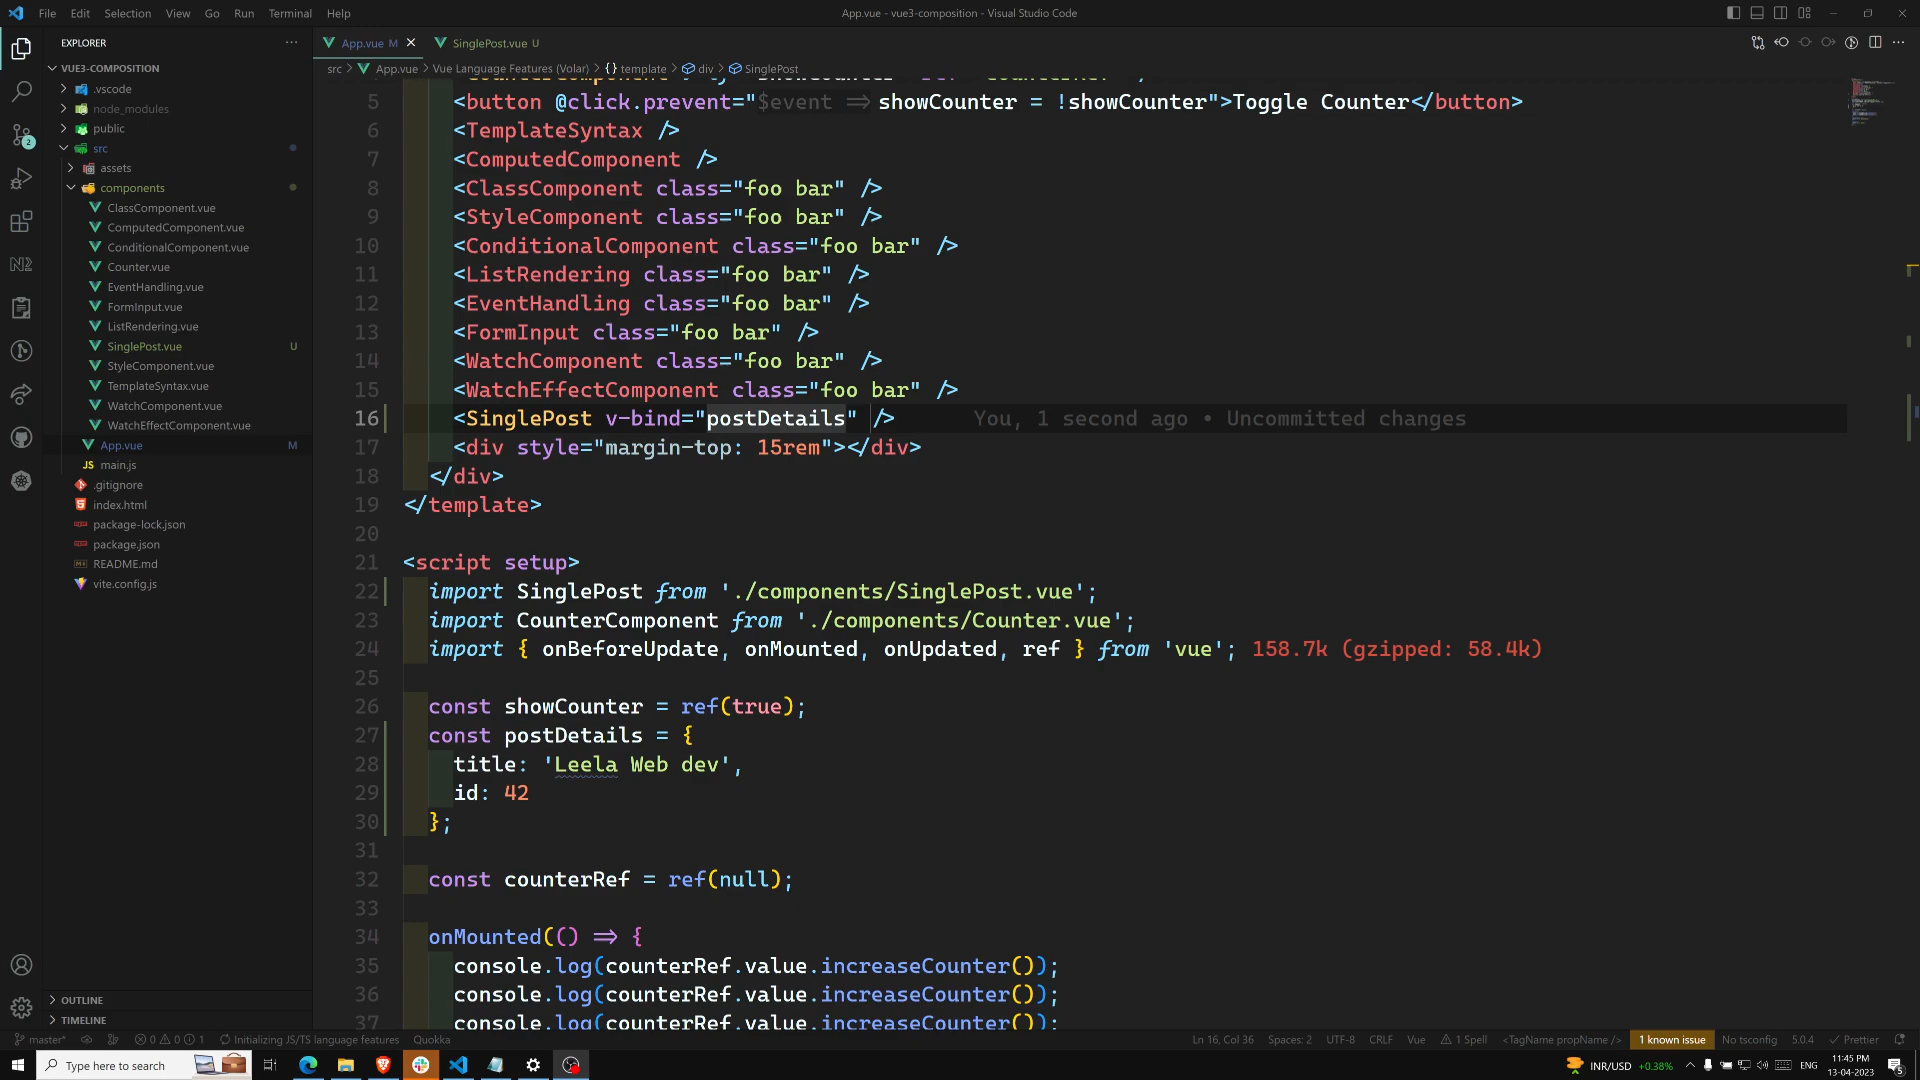 File Edit Selection View Go Run Terminal Help
App.vue - vue3-composition - Visual Studio Code
EXPLORER
VUE3-COMPOSITION
.vscode
node_modules
public
src
assets
components
ClassComponent.vue
ComputedComponent.vue
ConditionalComponent.vue
Counter.vue
EventHandling.vue
FormInput.vue
ListRendering.vue
SinglePost.vue U
StyleComponent.vue
TemplateSyntax.vue
WatchComponent.vue
WatchEffectComponent.vue
App.vue M
JS main.js
.gitignore
index.html
package-lock.json
package.json
README.md
vite.config.js
OUTLINE
TIMELINE
App.vue M SinglePost.vue U
src > App.vue > Vue Language Features (Volar) > {} template > div > SinglePost
5 <button @click.prevent="$event => showCounter = !showCounter">Toggle Counter</button>
6 <TemplateSyntax />
7 <ComputedComponent />
8 <ClassComponent class="foo bar" />
9 <StyleComponent class="foo bar" />
10 <ConditionalComponent class="foo bar" />
11 <ListRendering class="foo bar" />
12 <EventHandling class="foo bar" />
13 <FormInput class="foo bar" />
14 <WatchComponent class="foo bar" />
15 <WatchEffectComponent class="foo bar" />
16 <SinglePost v-bind="postDetails" /> You, 1 second ago • Uncommitted changes
17 <div style="margin-top: 15rem"></div>
18 </div>
19 </template>
20
21 <script setup>
22 import SinglePost from './components/SinglePost.vue';
23 import CounterComponent from './components/Counter.vue';
24 import { onBeforeUpdate, onMounted, onUpdated, ref } from 'vue'; 158.7k (gzipped: 58.4k)
25
26 const showCounter = ref(true);
27 const postDetails = {
28 title: 'Leela Web dev',
29 id: 42
30 };
31
32 const counterRef = ref(null);
33
34 onMounted(() => {
35 console.log(counterRef.value.increaseCounter());
36 console.log(counterRef.value.increaseCounter());
37 console.log(counterRef.value.increaseCounter());
master* 0 0 1 Initializing JS/TS language features Quokka
Ln 16, Col 36 Spaces: 2 UTF-8 CRLF Vue 1 Spell <TagName propName /> 1 known issue No tsconfig 5.0.4 Prettier
Type here to search
INR/USD +0.38% ENG 11:45 PM 13-04-2023 5